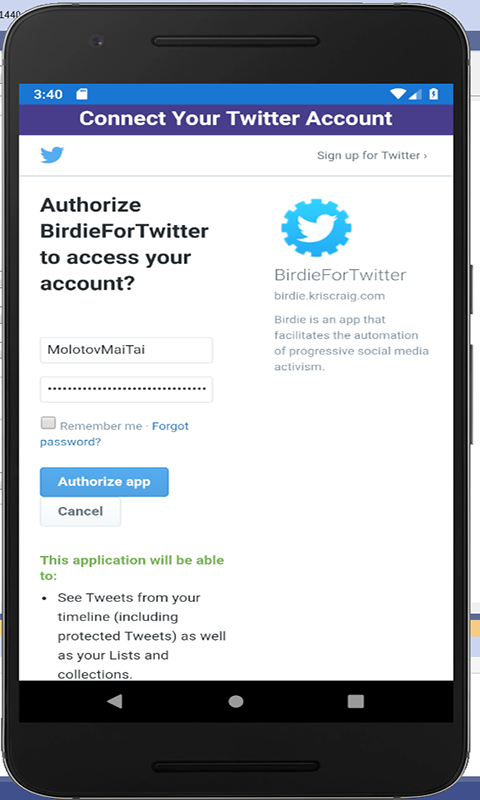 1440
3:40
Connect Your Twitter Account
Sign up for Twitter ›
Authorize
BirdieForTwitter
to access your
account?
BirdieForTwitter
birdie.kriscraig.com
Birdie is an app that
facilitates the automation
of progressive social media
activism.
MolotovMaiTai
••••••••••••••••••••••••••••••••
Remember me · Forgot
password?
Authorize app
Cancel
This application will be able
to:
• See Tweets from your
timeline (including
protected Tweets) as well
as your Lists and
collections.